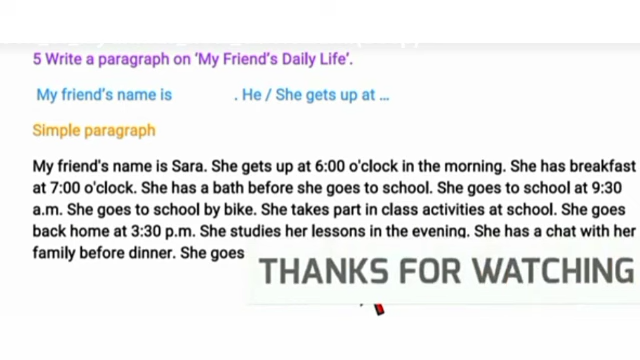 5 Write a paragraph on ‘My Friend’s Daily Life’.
My friend’s name is . He / She gets up at ...
Simple paragraph
My friend's name is Sara. She gets up at 6:00 o'clock in the morning. She has breakfast
at 7:00 o'clock. She has a bath before she goes to school. She goes to school at 9:30
a.m. She goes to school by bike. She takes part in class activities at school. She goes
back home at 3:30 p.m. She studies her lessons in the evening. She has a chat with her
family before dinner. She goes
THANKS FOR WATCHING